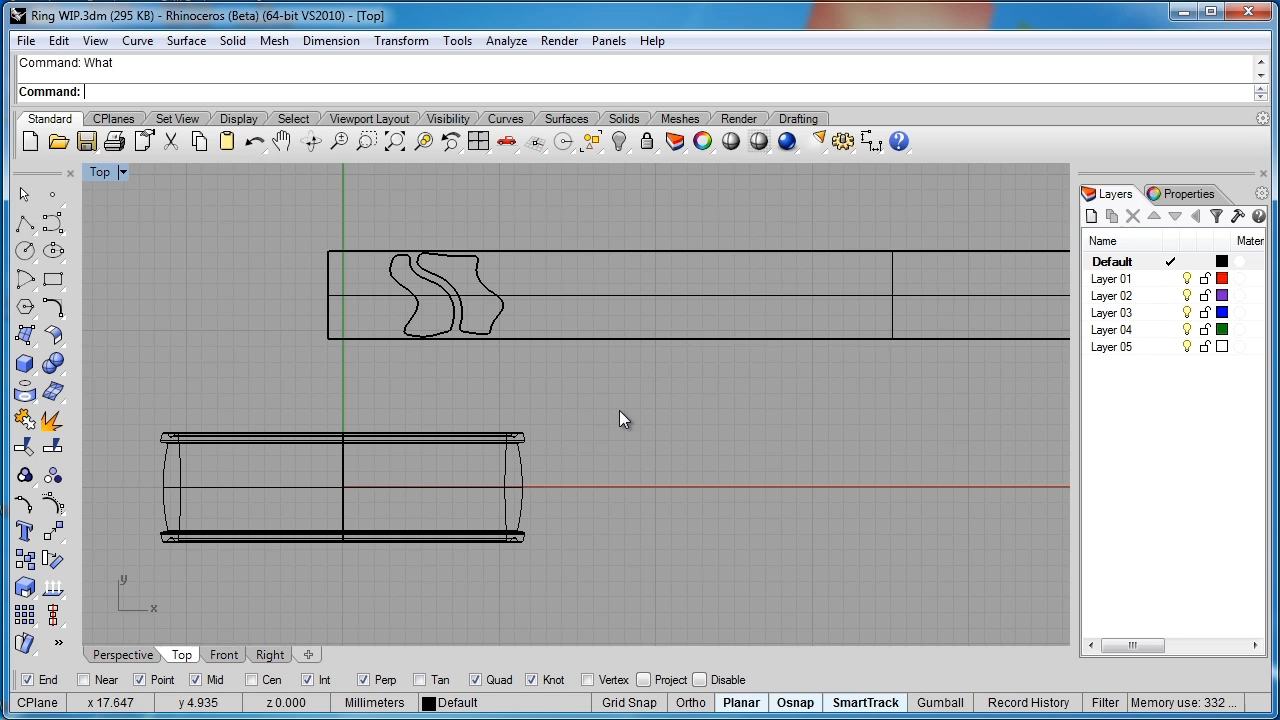 Ring WIP.3dm (295 KB) - Rhinoceros (Beta) (64-bit VS2010) - [Top]
File Edit View Curve Surface Solid Mesh Dimension Transform Tools Analyze Render Panels Help
Command: What
Command:
Standard CPlanes Set View Display Select Viewport Layout Visibility Curves Surfaces Solids Meshes Render Drafting
Top
Layers Properties
Name Mater
Default
Layer 01
Layer 02
Layer 03
Layer 04
Layer 05
y
x
Perspective Top Front Right
End Near Point Mid Cen Int Perp Tan Quad Knot Vertex Project Disable
CPlane x 17.647 y 4.935 z 0.000 Millimeters Default Grid Snap Ortho Planar Osnap SmartTrack Gumball Record History Filter Memory use: 332 ...